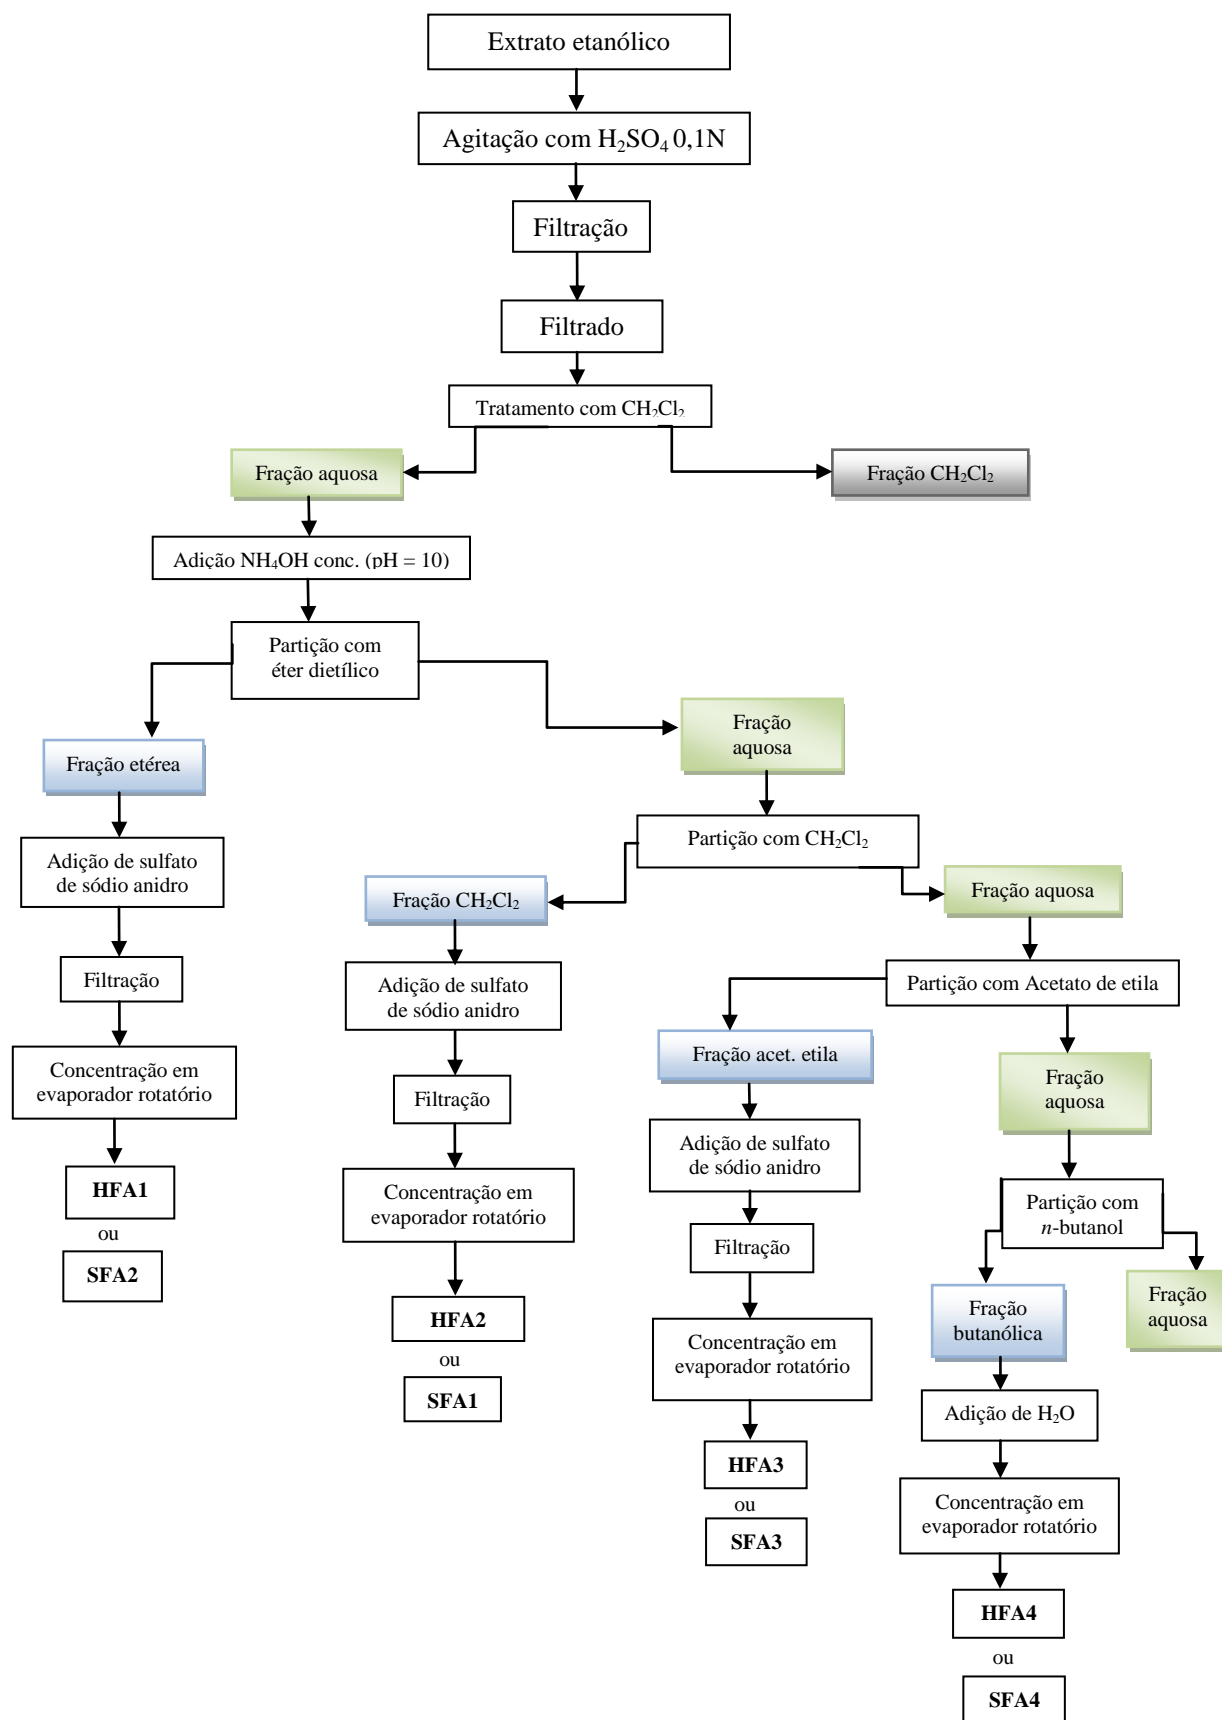 Extrato etanólico
Agitação com H₂SO₄ 0,1N
Filtração
Filtrado
Tratamento com CH₂Cl₂
Fração aquosa
Fração CH₂Cl₂
Adição NH₄OH conc. (pH = 10)
Partição com
éter dietílico
Fração etérea
Adição de sulfato
de sódio anidro
Filtração
Concentração em
evaporador rotatório
HFA1
ou
SFA2
Fração
aquosa
Partição com CH₂Cl₂
Fração CH₂Cl₂
Adição de sulfato
de sódio anidro
Filtração
Concentração em
evaporador rotatório
HFA2
ou
SFA1
Fração aquosa
Partição com Acetato de etila
Fração acet. etila
Adição de sulfato
de sódio anidro
Filtração
Concentração em
evaporador rotatório
HFA3
ou
SFA3
Fração
aquosa
Partição com
n-butanol
Fração
butanólica
Fração
aquosa
Adição de H₂O
Concentração em
evaporador rotatório
HFA4
ou
SFA4